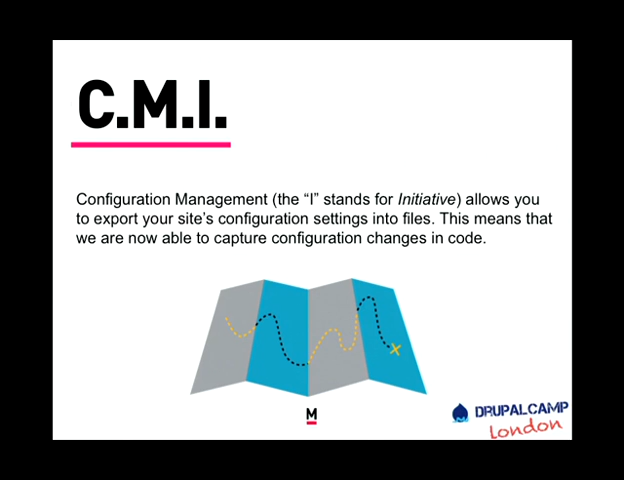 C.M.I.
Configuration Management (the “I” stands for Initiative) allows you
to export your site’s configuration settings into files. This means that
we are now able to capture configuration changes in code.
M
DRUPALCAMP
London